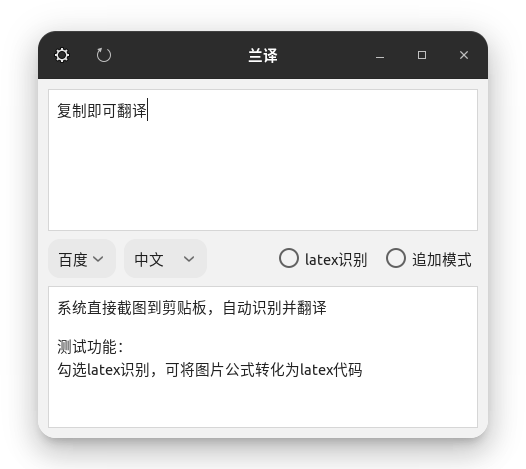 兰译
复制即可翻译
百度
中文
latex识别
追加模式
系统直接截图到剪贴板，自动识别并翻译
测试功能：
勾选latex识别，可将图片公式转化为latex代码